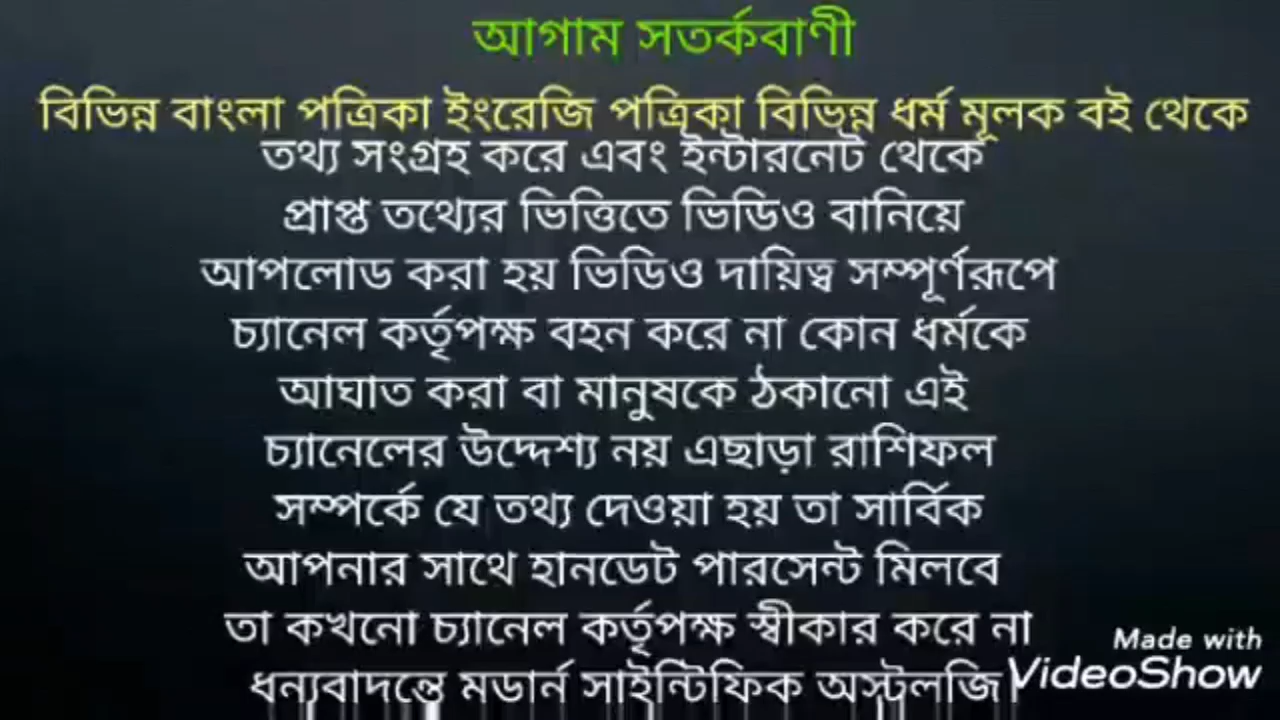 আগাম সতর্কবাণী
বিভিন্ন বাংলা পত্রিকা ইংরেজি পত্রিকা বিভিন্ন ধর্ম মূলক বই থেকে
তথ্য সংগ্রহ করে এবং ইন্টারনেট থেকে
প্রাপ্ত তথ্যের ভিত্তিতে ভিডিও বানিয়ে
আপলোড করা হয় ভিডিও দায়িত্ব সম্পূর্ণরূপে
চ্যানেল কর্তৃপক্ষ বহন করে না কোন ধর্মকে
আঘাত করা বা মানুষকে ঠকানো এই
চ্যানেলের উদ্দেশ্য নয় এছাড়া রাশিফল
সম্পর্কে যে তথ্য দেওয়া হয় তা সার্বিক
আপনার সাথে হানডেট পারসেন্ট মিলবে
তা কখনো চ্যানেল কর্তৃপক্ষ স্বীকার করে না
ধন্যবাদন্তে মডার্ন সাইন্টিফিক অস্ট্রলজি।
Made with
VideoShow